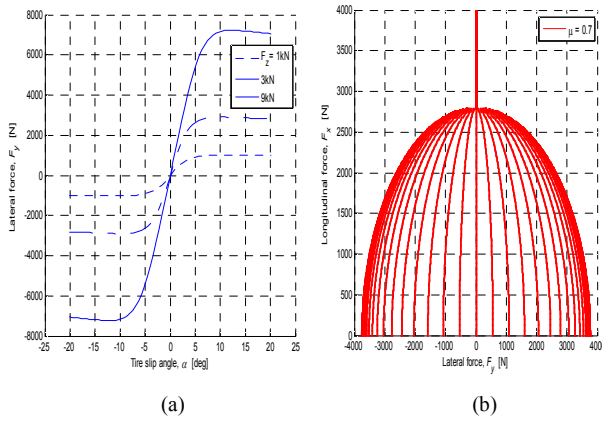 8000
6000
4000
2000
0
-2000
-4000
-6000
-8000
-25 -20 -15 -10 -5 0 5 10 15 20 25
Lateral force, F_y [N]
Tire slip angle, α [deg]
F_z = 1kN
3kN
9kN
(a)
4000
3500
3000
2500
2000
1500
1000
500
0
-4000 -3000 -2000 -1000 0 1000 2000 3000 400
Longitudinal force, F_x [N]
Lateral force, F_y [N]
μ = 0.7
(b)